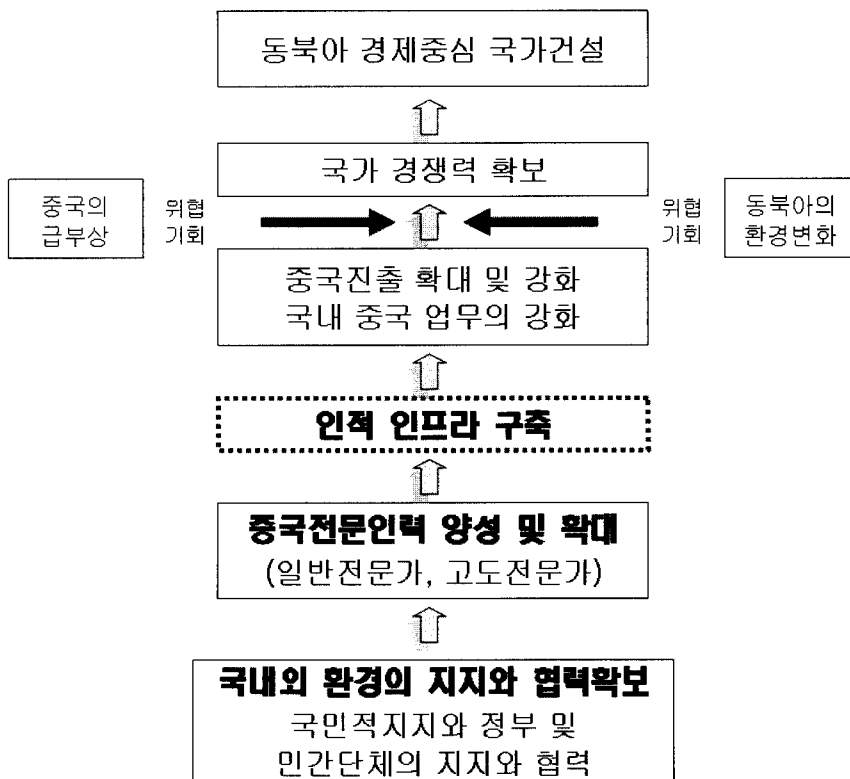 동북아 경제중심 국가건설
국가 경쟁력 확보
중국의
급부상
위협
기회
위협
기회
동북아의
환경변화
중국진출 확대 및 강화
국내 중국 업무의 강화
인적 인프라 구축
중국전문인력 양성 및 확대
(일반전문가, 고도전문가)
국내외 환경의 지지와 협력확보
국민적지지와 정부 및
민간단체의 지지와 협력